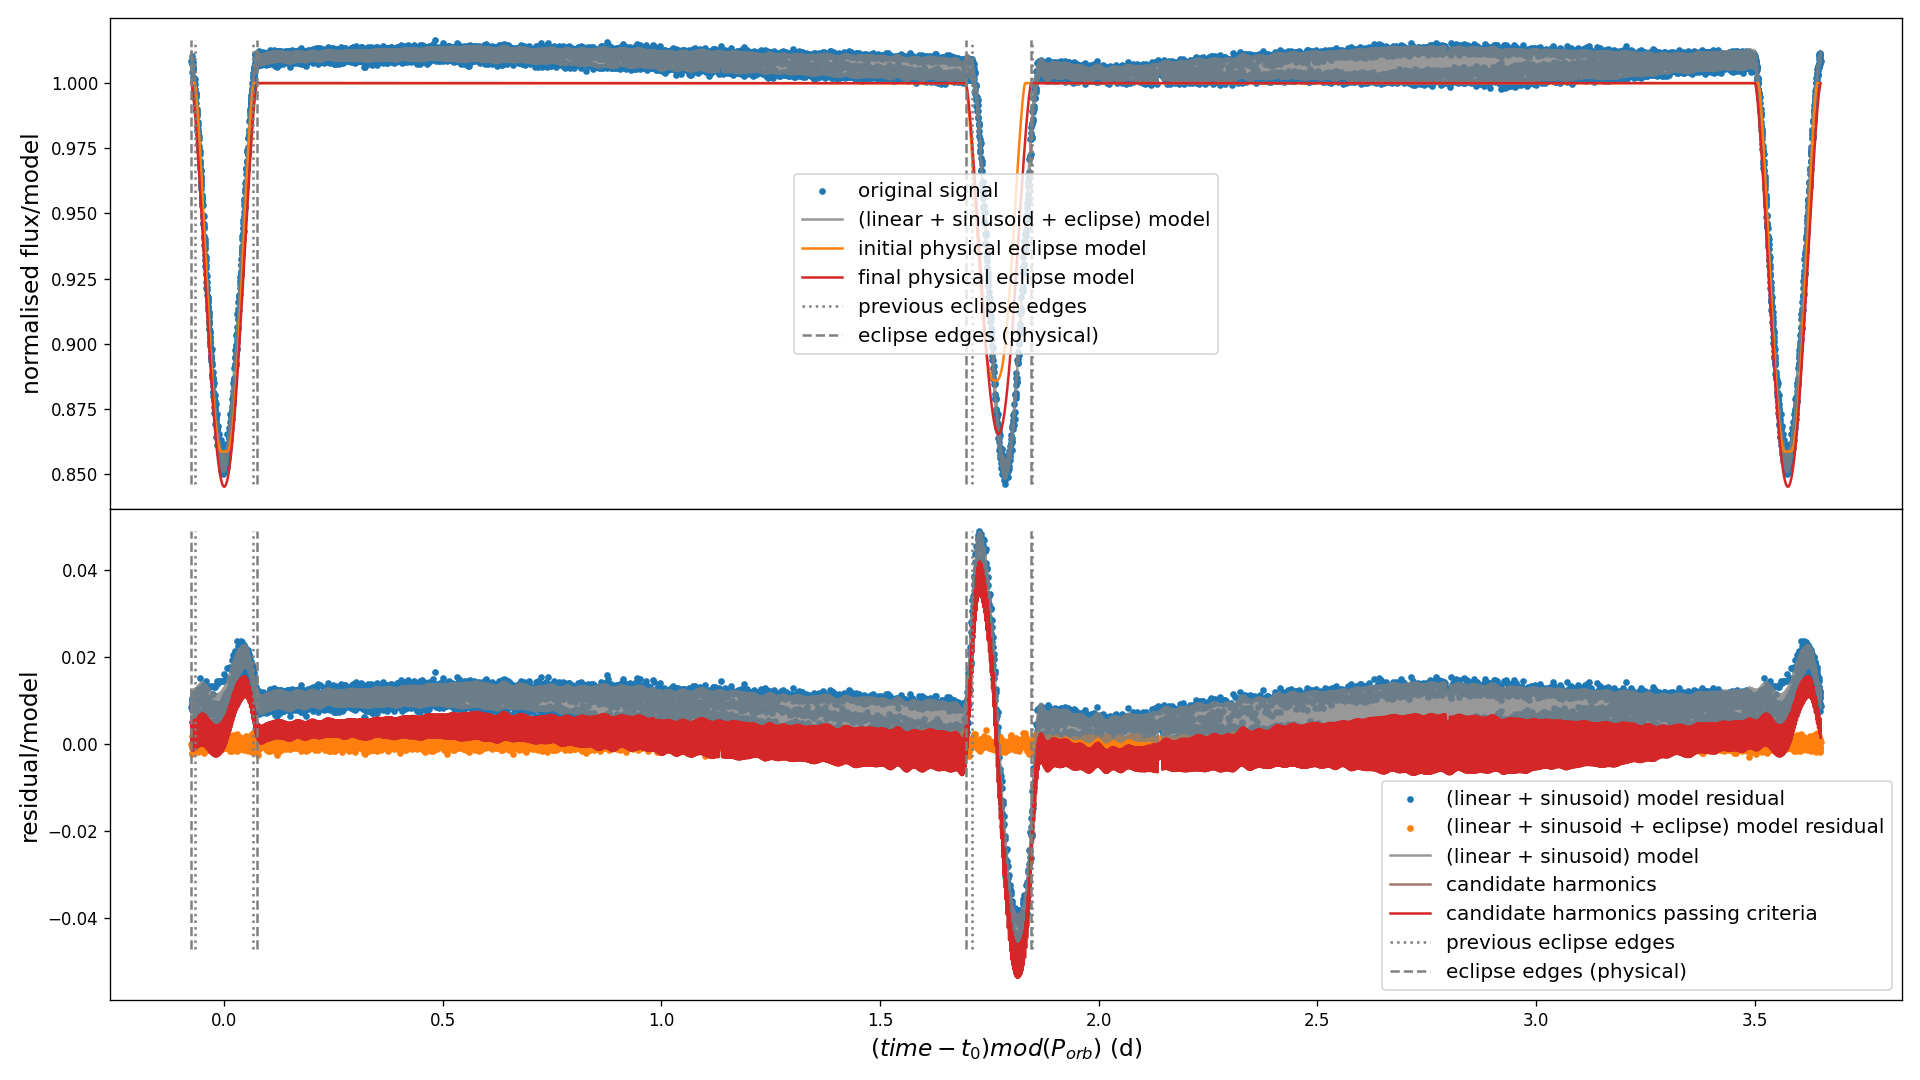 1.000
0.975
0.950
0.925
0.900
0.875
0.850
normalised flux/model
original signal
(linear + sinusoid + eclipse) model
initial physical eclipse model
final physical eclipse model
previous eclipse edges
eclipse edges (physical)
0.04
0.02
0.00
−0.02
−0.04
residual/model
(linear + sinusoid) model residual
(linear + sinusoid + eclipse) model residual
(linear + sinusoid) model
candidate harmonics
candidate harmonics passing criteria
previous eclipse edges
eclipse edges (physical)
0.0 0.5 1.0 1.5 2.0 2.5 3.0 3.5
(time − t₀)mod(P_orb) (d)